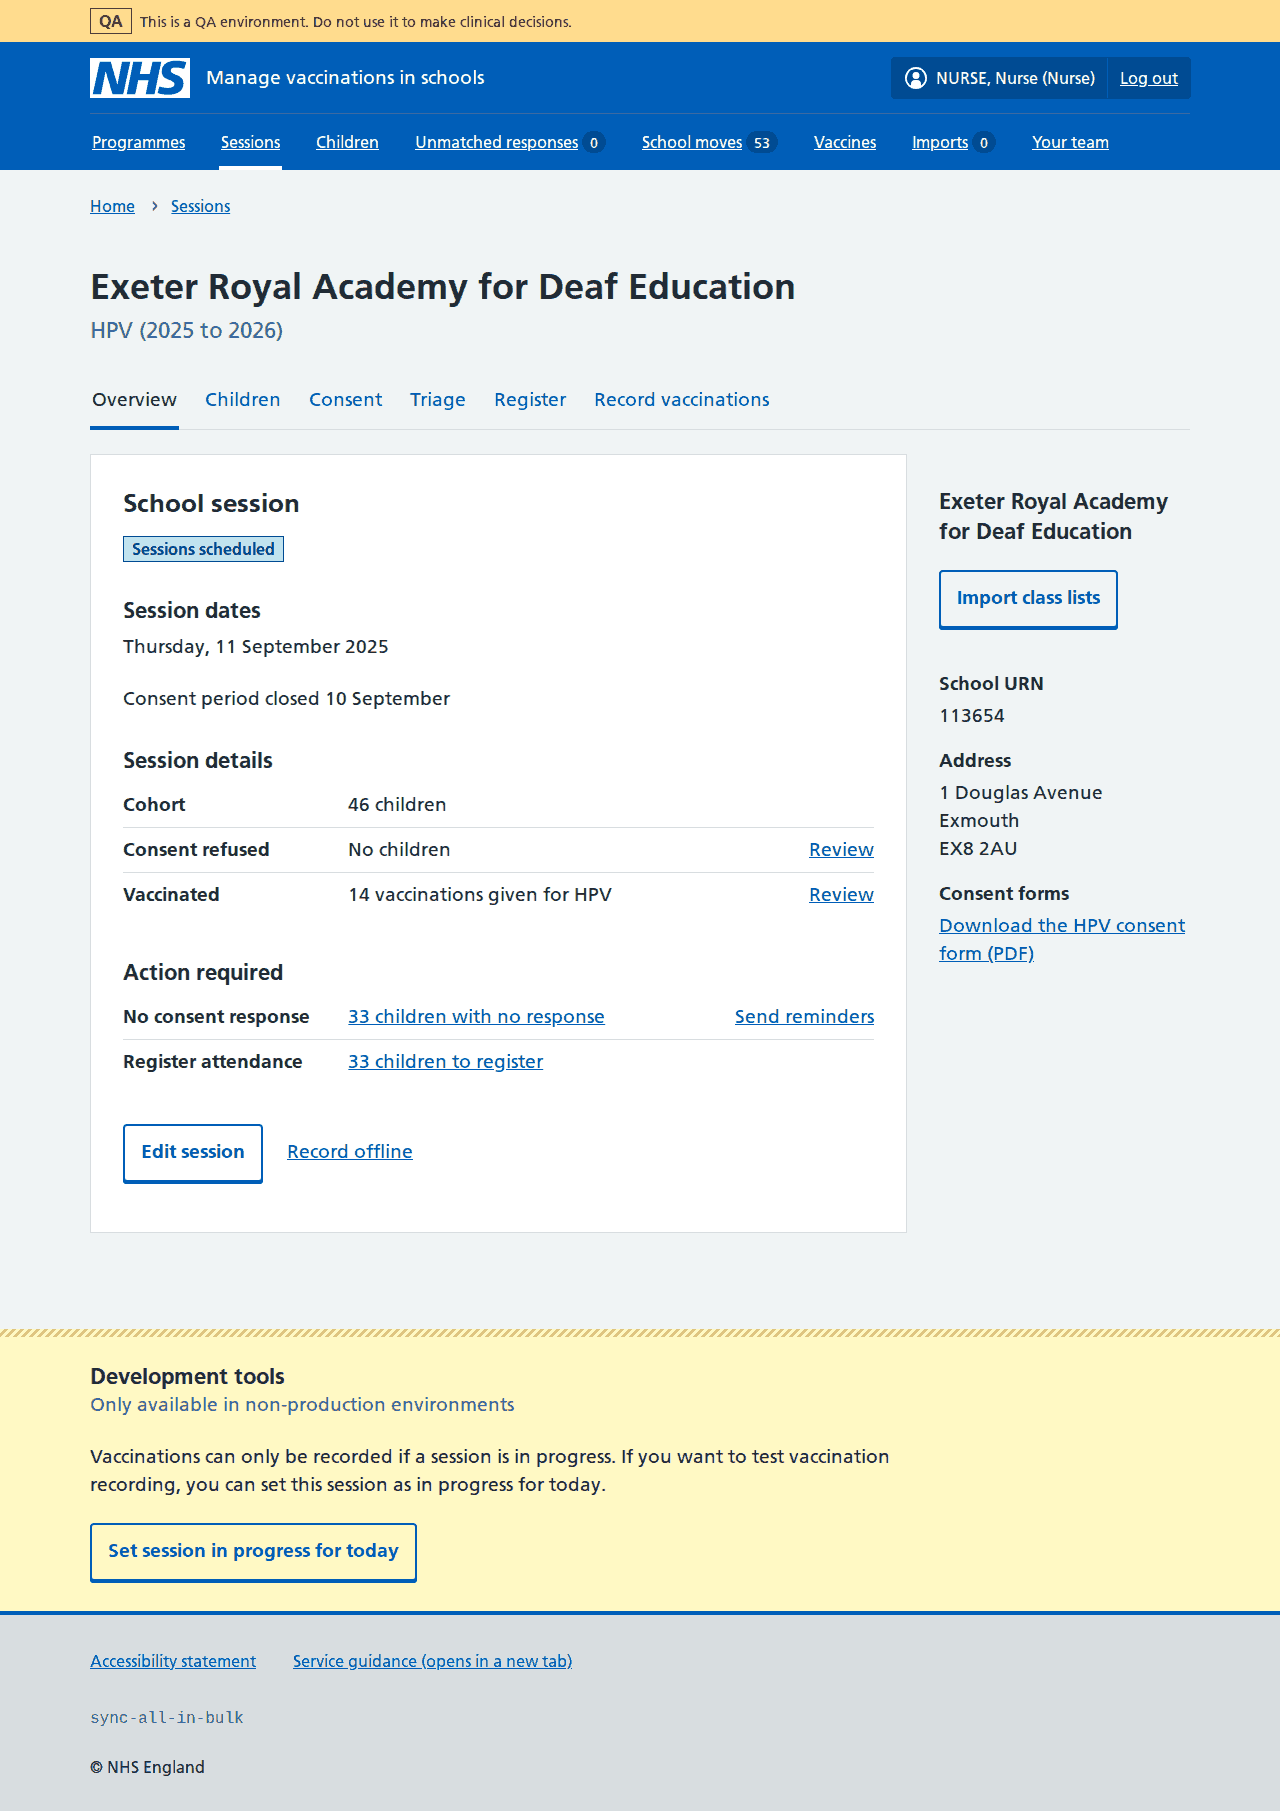 QA This is a QA environment. Do not use it to make clinical decisions.
NHS Manage vaccinations in schools NURSE, Nurse (Nurse) Log out
Programmes Sessions Children Unmatched responses 0 School moves 53 Vaccines Imports 0 Your team
Home › Sessions
Exeter Royal Academy for Deaf Education
HPV (2025 to 2026)
Overview Children Consent Triage Register Record vaccinations
School session
Sessions scheduled
Session dates
Thursday, 11 September 2025
Consent period closed 10 September
Session details
Cohort 46 children
Consent refused No children Review
Vaccinated 14 vaccinations given for HPV Review
Action required
No consent response 33 children with no response Send reminders
Register attendance 33 children to register
Edit session Record offline
Exeter Royal Academy
for Deaf Education
Import class lists
School URN
113654
Address
1 Douglas Avenue
Exmouth
EX8 2AU
Consent forms
Download the HPV consent
form (PDF)
Development tools
Only available in non-production environments
Vaccinations can only be recorded if a session is in progress. If you want to test vaccination
recording, you can set this session as in progress for today.
Set session in progress for today
Accessibility statement Service guidance (opens in a new tab)
sync-all-in-bulk
© NHS England